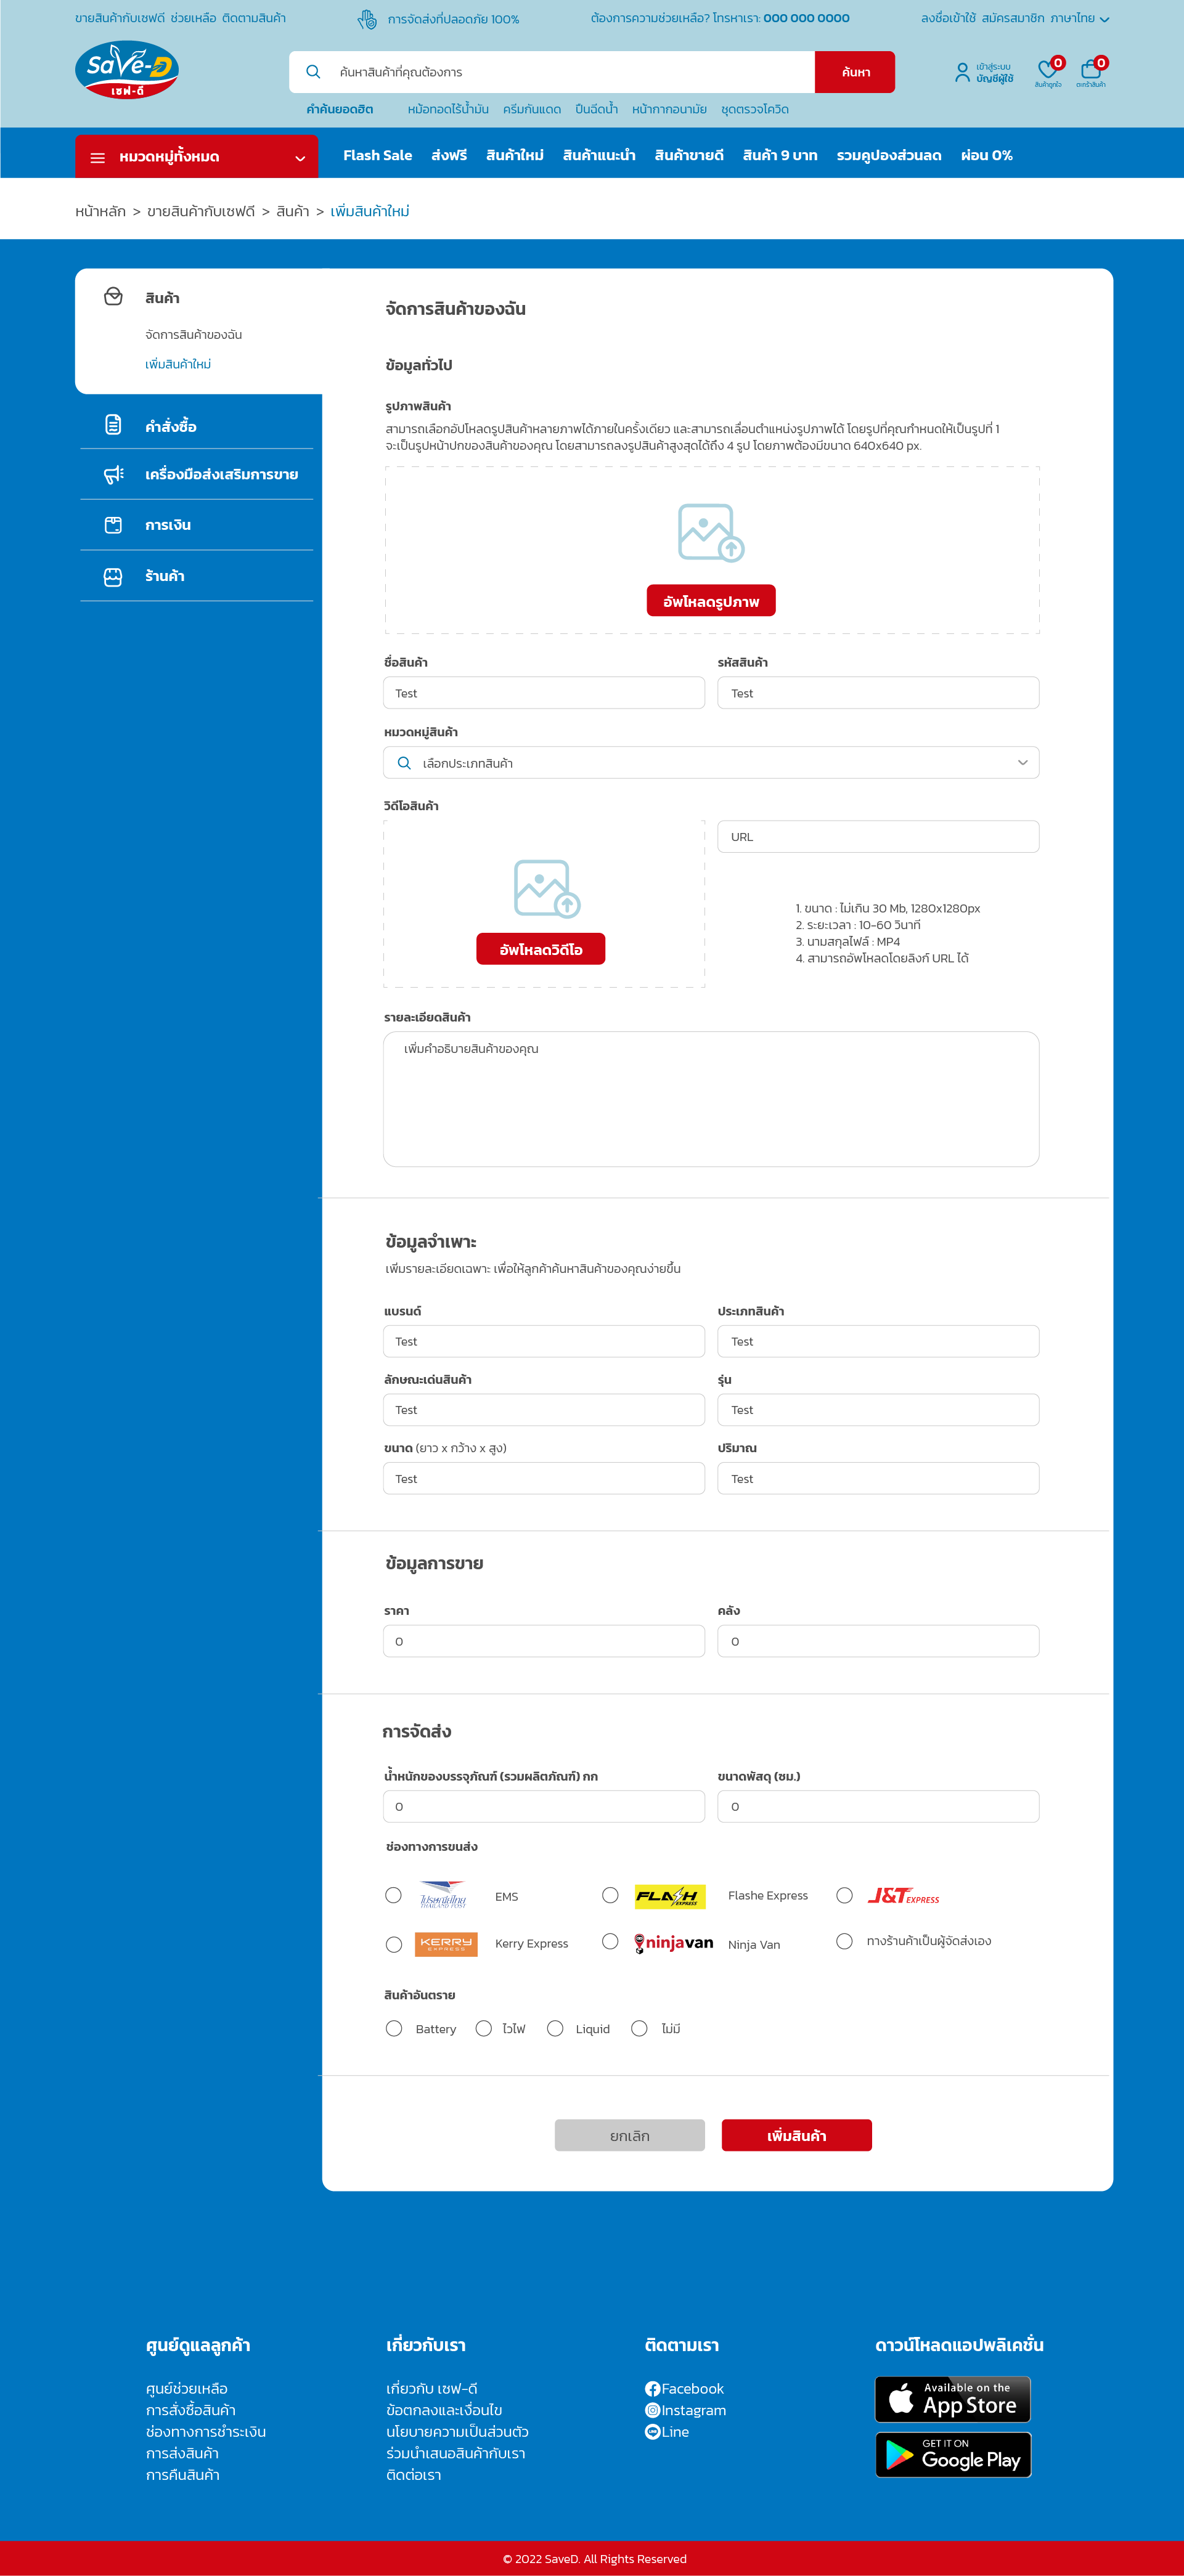 ขายสินค้ากับเซฟดี ช่วยเหลือ ติดตามสินค้า
การจัดส่งที่ปลอดภัย 100%
ต้องการความช่วยเหลือ? โทรหาเรา: 000 000 0000
ลงชื่อเข้าใช้ สมัครสมาชิก ภาษาไทย
SaVe-D
เซฟ-ดี
ค้นหาสินค้าที่คุณต้องการ
ค้นหา
เข้าสู่ระบบ
บัญชีผู้ใช้
0
สินค้าถูกใจ
0
ตะกร้าสินค้า
คำค้นยอดฮิต หม้อทอดไร้น้ำมัน ครีมกันแดด ปืนฉีดน้ำ หน้ากากอนามัย ชุดตรวจโควิด
หมวดหมู่ทั้งหมด
Flash Sale ส่งฟรี สินค้าใหม่ สินค้าแนะนำ สินค้าขายดี สินค้า 9 บาท รวมคูปองส่วนลด ผ่อน 0%
หน้าหลัก > ขายสินค้ากับเซฟดี > สินค้า > เพิ่มสินค้าใหม่
สินค้า
จัดการสินค้าของฉัน
เพิ่มสินค้าใหม่
คำสั่งซื้อ
เครื่องมือส่งเสริมการขาย
การเงิน
ร้านค้า
จัดการสินค้าของฉัน
ข้อมูลทั่วไป
รูปภาพสินค้า
สามารถเลือกอัปโหลดรูปสินค้าหลายภาพได้ภายในครั้งเดียว และสามารถเลื่อนตำแหน่งรูปภาพได้ โดยรูปที่คุณกำหนดให้เป็นรูปที่ 1
จะเป็นรูปหน้าปกของสินค้าของคุณ โดยสามารถลงรูปสินค้าสูงสุดได้ถึง 4 รูป โดยภาพต้องมีขนาด 640x640 px.
อัพโหลดรูปภาพ
ชื่อสินค้า
รหัสสินค้า
Test
Test
หมวดหมู่สินค้า
เลือกประเภทสินค้า
วิดีโอสินค้า
URL
อัพโหลดวิดีโอ
1. ขนาด : ไม่เกิน 30 Mb, 1280x1280px
2. ระยะเวลา : 10-60 วินาที
3. นามสกุลไฟล์ : MP4
4. สามารถอัพโหลดโดยลิงก์ URL ได้
รายละเอียดสินค้า
เพิ่มคำอธิบายสินค้าของคุณ
ข้อมูลจำเพาะ
เพิ่มรายละเอียดเฉพาะ เพื่อให้ลูกค้าค้นหาสินค้าของคุณง่ายขึ้น
แบรนด์
ประเภทสินค้า
Test
Test
ลักษณะเด่นสินค้า
รุ่น
Test
Test
ขนาด (ยาว x กว้าง x สูง)
ปริมาณ
Test
Test
ข้อมูลการขาย
ราคา
คลัง
0
0
การจัดส่ง
น้ำหนักของบรรจุภัณฑ์ (รวมผลิตภัณฑ์) กก
ขนาดพัสดุ (ซม.)
0
0
ช่องทางการขนส่ง
ไปรษณีย์ไทย
THAILAND POST
EMS
FLASH
EXPRESS
Flashe Express
J&T EXPRESS
KERRY
EXPRESS
Kerry Express
ninjavan
Ninja Van
ทางร้านค้าเป็นผู้จัดส่งเอง
สินค้าอันตราย
Battery
ไวไฟ
Liquid
ไม่มี
ยกเลิก
เพิ่มสินค้า
ศูนย์ดูแลลูกค้า
ศูนย์ช่วยเหลือ
การสั่งซื้อสินค้า
ช่องทางการชำระเงิน
การส่งสินค้า
การคืนสินค้า
เกี่ยวกับเรา
เกี่ยวกับ เซฟ-ดี
ข้อตกลงและเงื่อนไข
นโยบายความเป็นส่วนตัว
ร่วมนำเสนอสินค้ากับเรา
ติดต่อเรา
ติดตามเรา
Facebook
Instagram
Line
ดาวน์โหลดแอปพลิเคชั่น
Available on the
App Store
GET IT ON
Google Play
© 2022 SaveD. All Rights Reserved